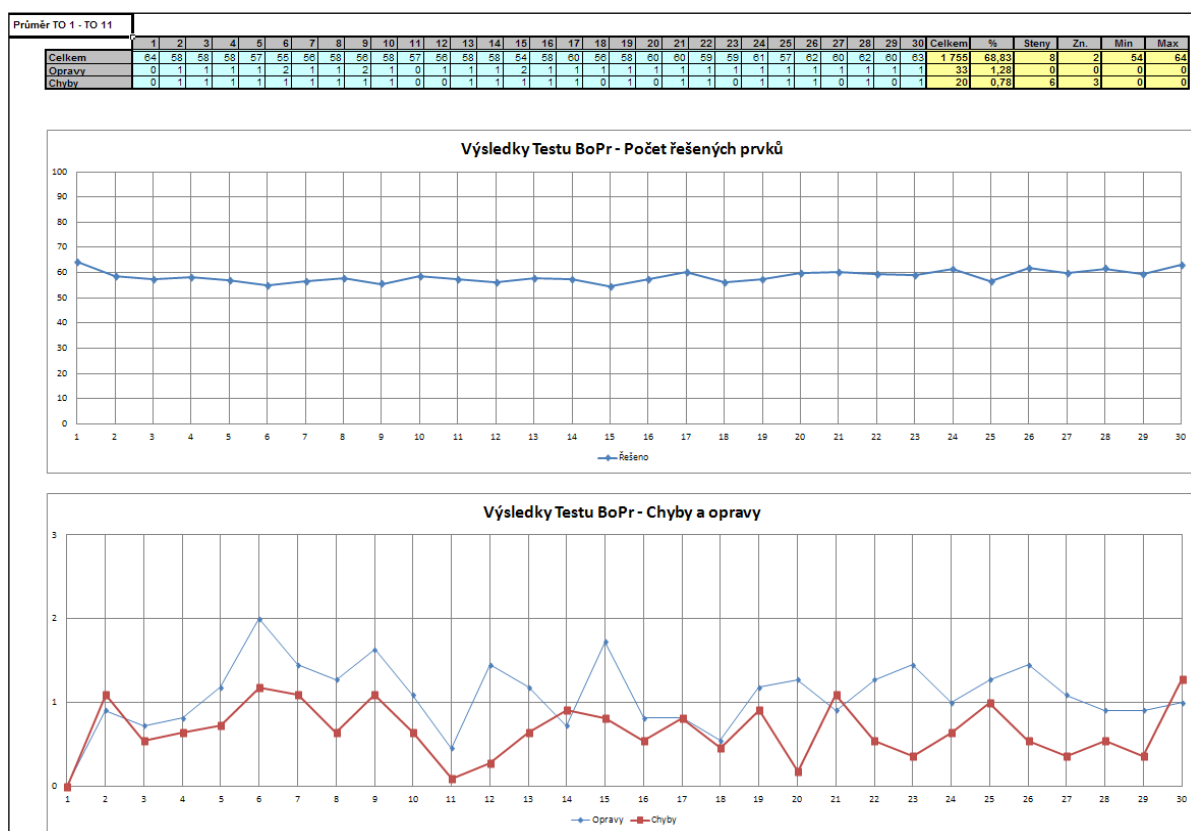 Průměr TO 1 - TO 11
1 2 3 4 5 6 7 8 9 10 11 12 13 14 15 16 17 18 19 20 21 22 23 24 25 26 27 28 29 30 Celkem % Steny Zn. Min Max
Celkem 64 58 58 58 57 55 56 58 56 58 57 56 58 58 54 58 60 56 58 60 60 59 59 61 57 62 60 62 60 63 1 755 68,83 8 2 54 64
Opravy 0 1 1 1 1 2 1 1 2 1 0 1 1 1 2 1 1 1 1 1 1 1 1 1 1 1 1 1 1 1 33 1,28 0 0 0 0
Chyby 0 1 1 1 1 1 1 1 1 1 0 0 1 1 1 1 1 0 1 0 1 1 0 1 1 1 0 1 0 1 20 0,78 6 3 0 0
Výsledky Testu BoPr - Počet řešených prvků
100
90
80
70
60
50
40
30
20
10
0
1 2 3 4 5 6 7 8 9 10 11 12 13 14 15 16 17 18 19 20 21 22 23 24 25 26 27 28 29 30
Řešeno
Výsledky Testu BoPr - Chyby a opravy
3
2
1
0
1 2 3 4 5 6 7 8 9 10 11 12 13 14 15 16 17 18 19 20 21 22 23 24 25 26 27 28 29 30
Opravy Chyby